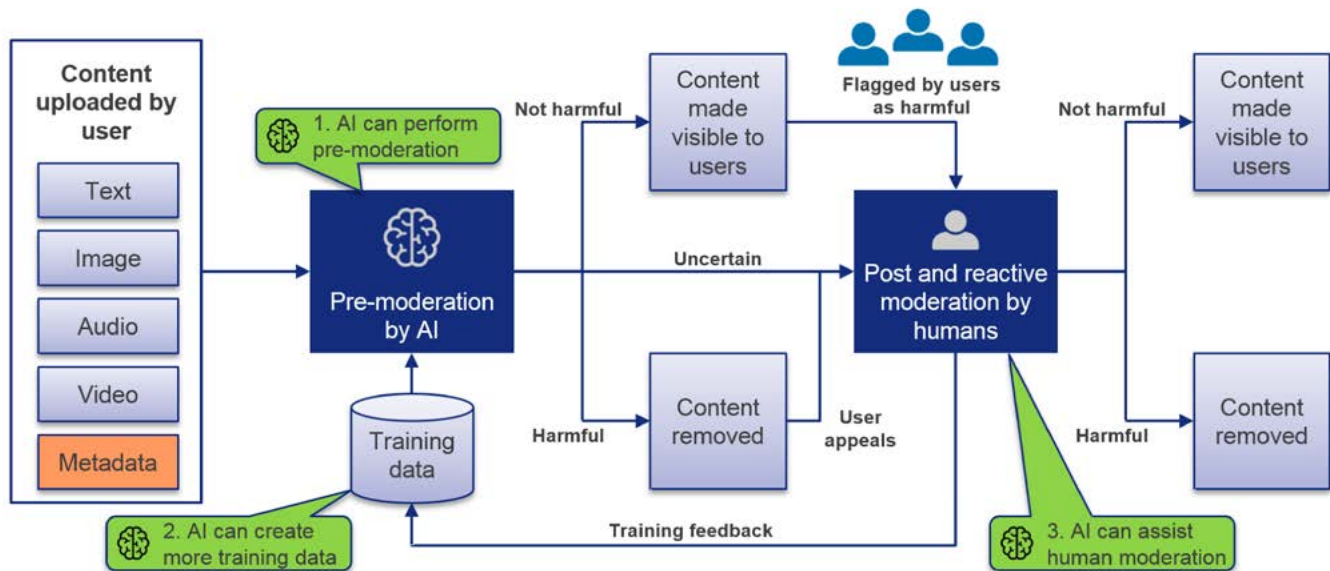 Content
uploaded by
user
Text
Image
Audio
Video
Metadata
1. AI can perform
pre-moderation
Pre-moderation
by AI
Training
data
2. AI can create
more training data
Not harmful
Content
made
visible to
users
Uncertain
Harmful
Content
removed
User
appeals
Flagged by users
as harmful
Post and reactive
moderation by
humans
Training feedback
3. AI can assist
human moderation
Not harmful
Content
made
visible to
users
Harmful
Content
removed